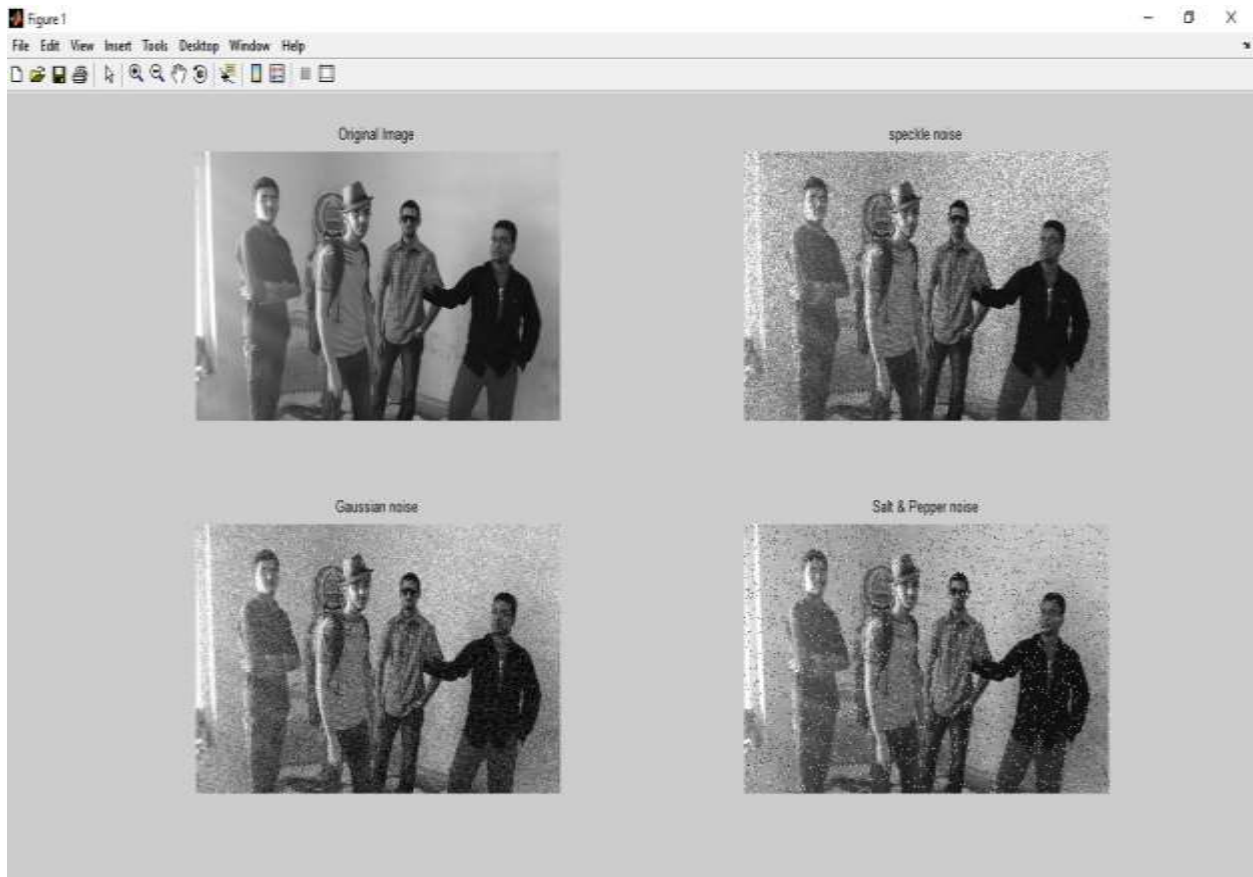 Figure 1
File Edit View Insert Tools Desktop Window Help
Original Image
speckle noise
Gaussian noise
Salt & Pepper noise